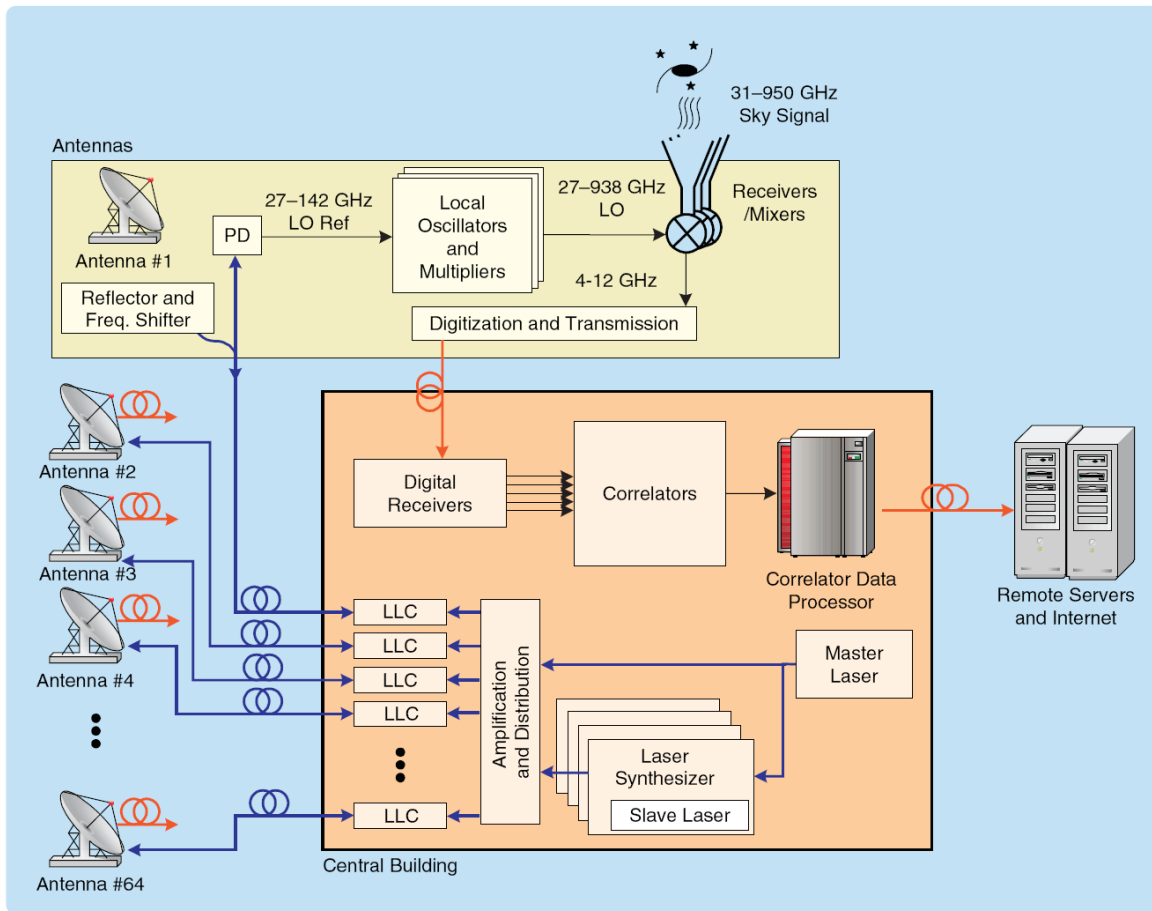 31–950 GHz
Sky Signal
Antennas
27–142 GHz
LO Ref
Local
Oscillators
and
Multipliers
27–938 GHz
LO
Receivers
/Mixers
PD
Antenna #1
4-12 GHz
Reflector and
Freq. Shifter
Digitization and Transmission
Antenna #2
Digital
Receivers
Correlators
Antenna #3
Correlator Data
Processor
Remote Servers
and Internet
Antenna #4
LLC
LLC
LLC
LLC
LLC
Amplification
and Distribution
Master
Laser
Laser
Synthesizer
Slave Laser
Central Building
Antenna #64